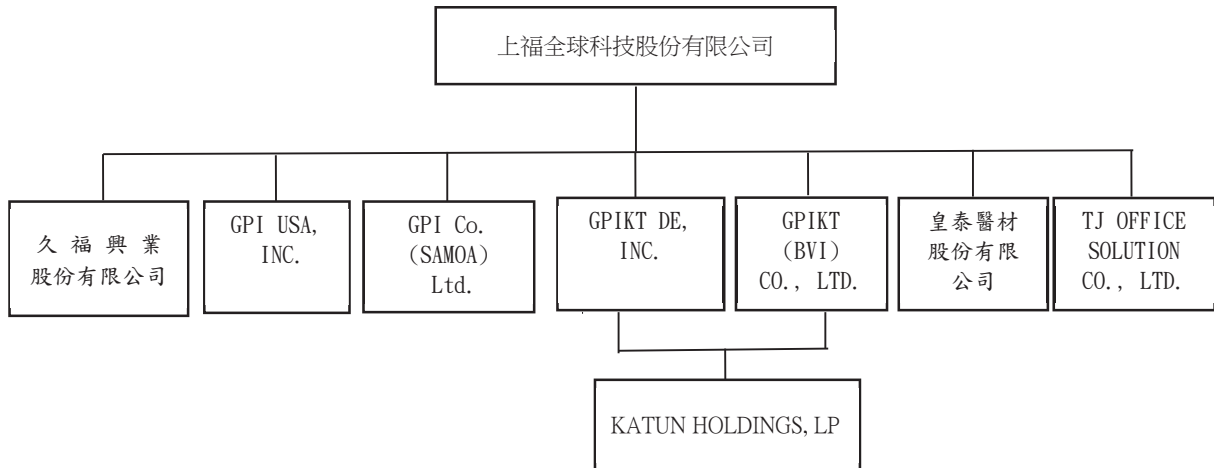 上福全球科技股份有限公司
久福興業
股份有限公司
GPI USA,
INC.
GPI Co.
(SAMOA)
Ltd.
GPIKT DE,
INC.
GPIKT
(BVI)
CO., LTD.
皇泰醫材
股份有限
公司
TJ OFFICE
SOLUTION
CO., LTD.
KATUN HOLDINGS, LP